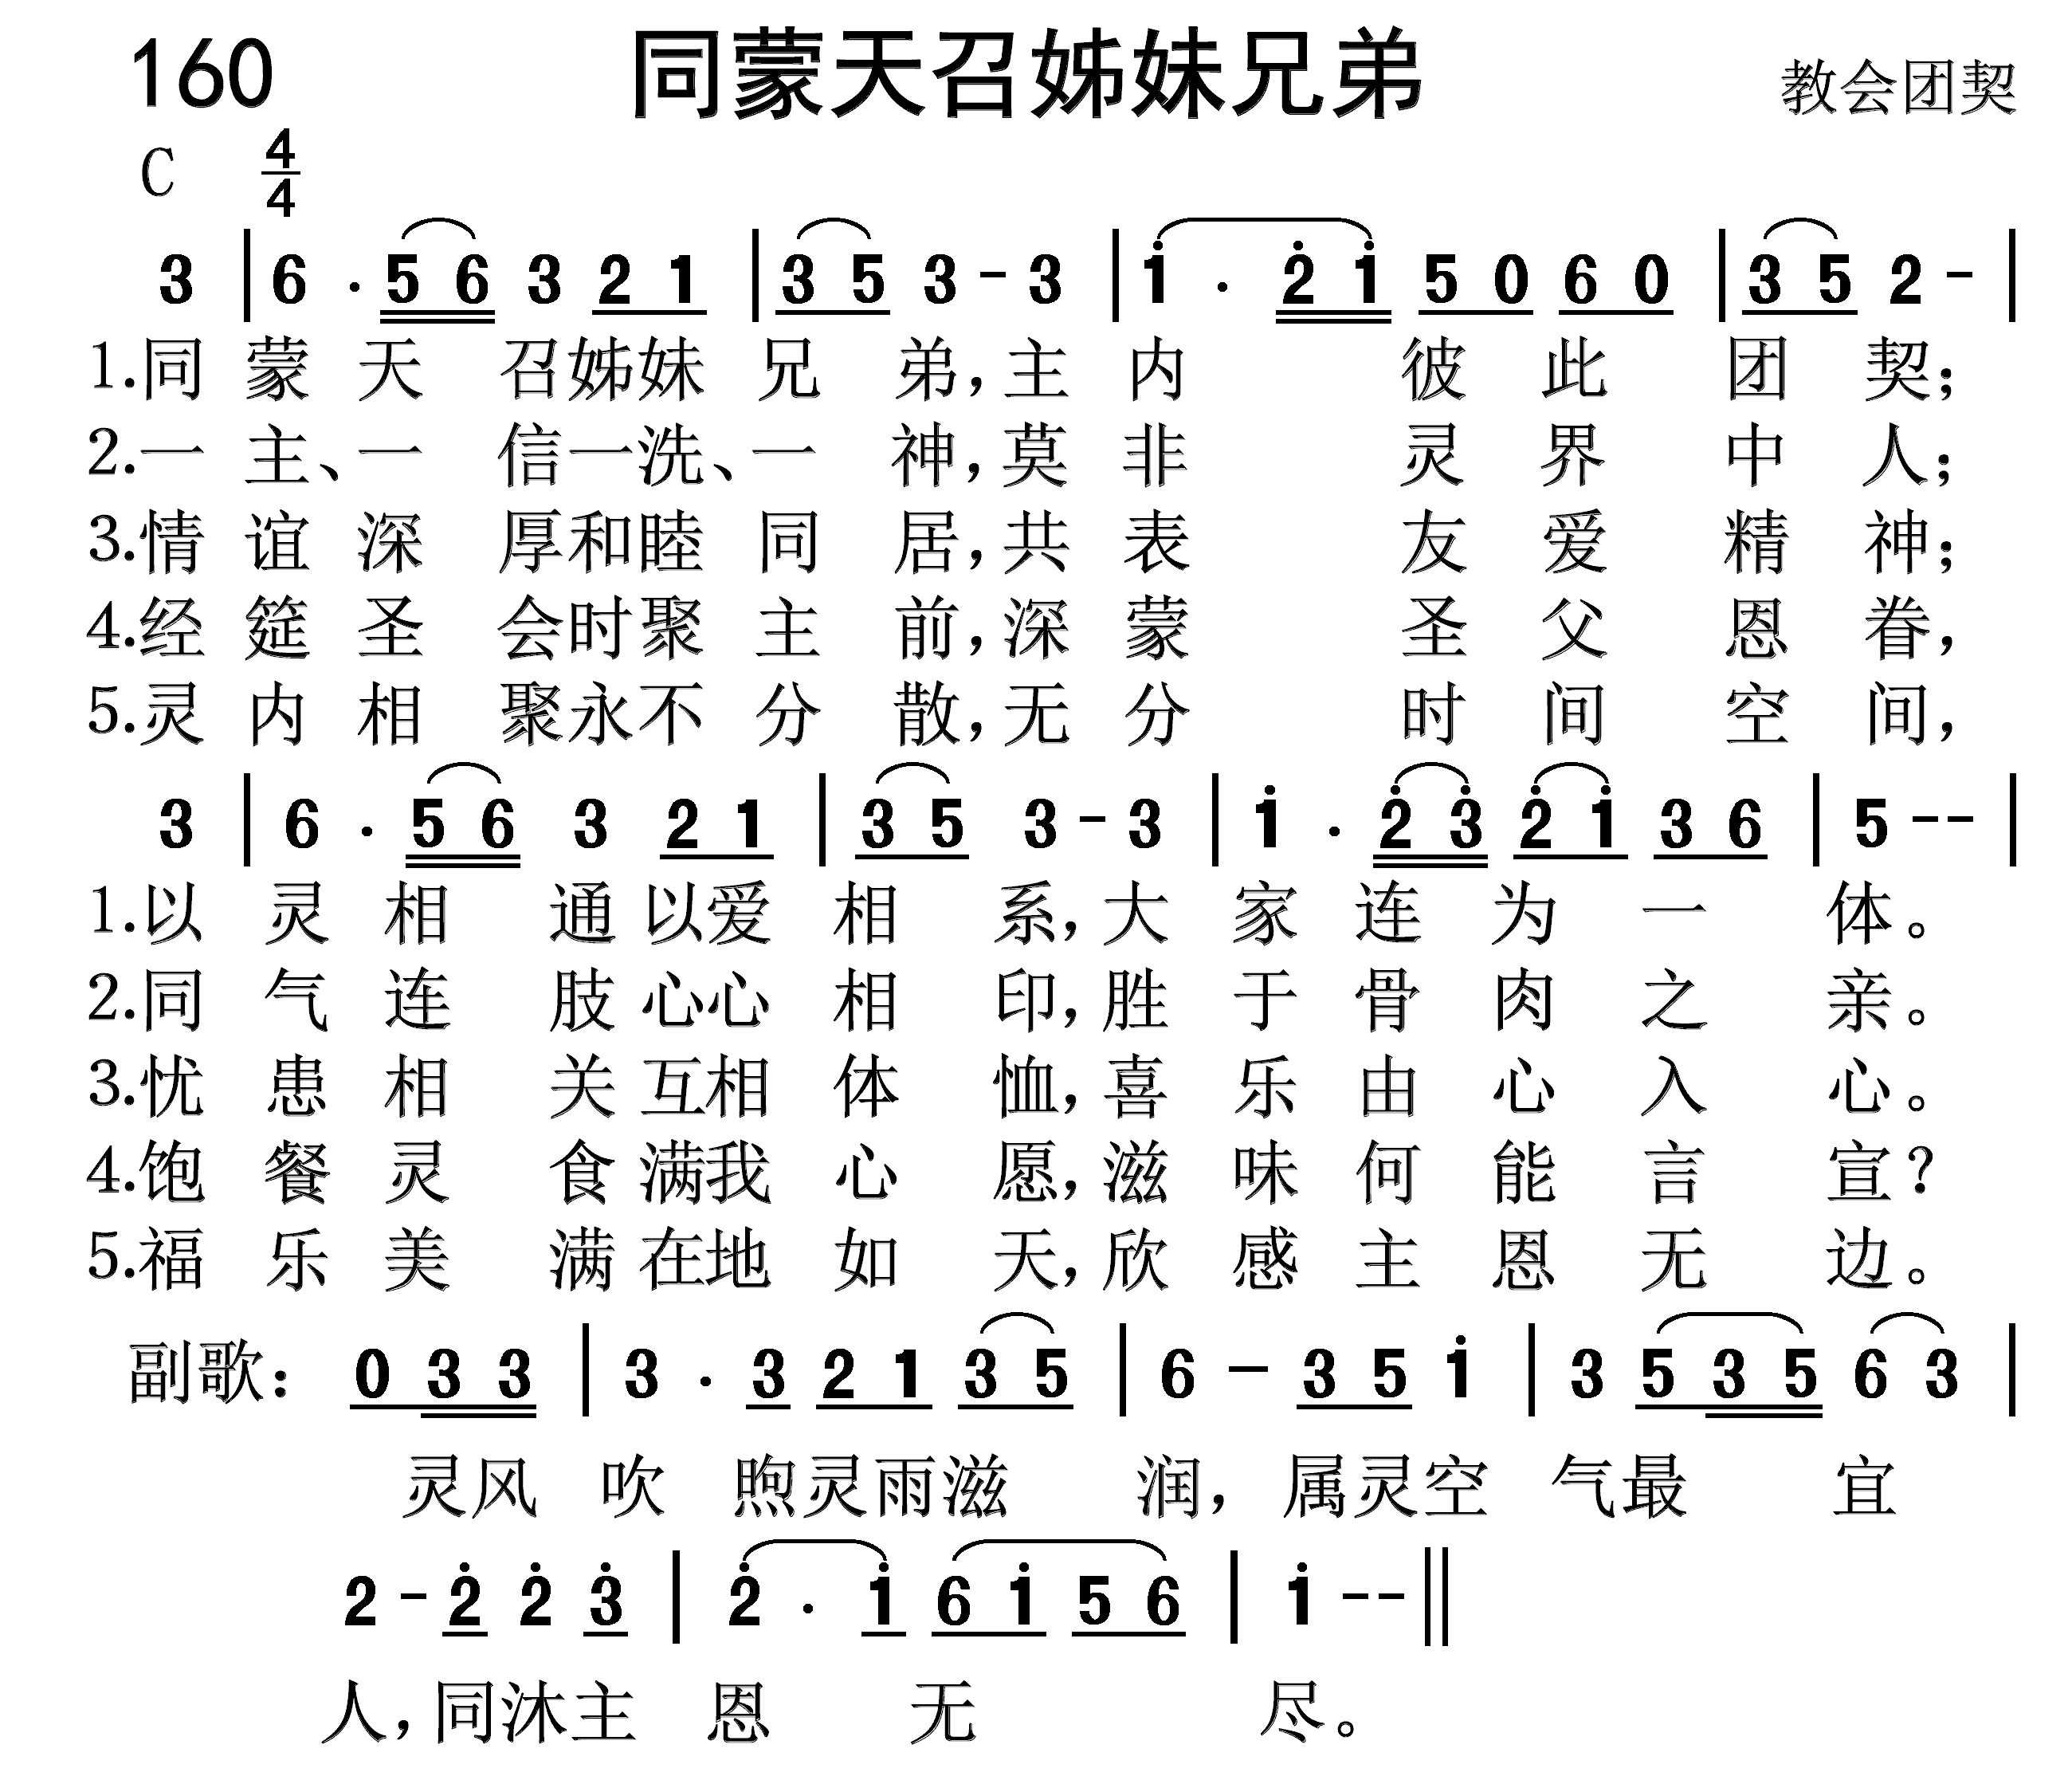 160 同蒙天召姊妹兄弟 教会团契
C 4/4
3 | 6 . 5 6 3 2 1 | 3 5 3 - 3 | i . 2̇ i 5 0 6 0 | 3 5 2 - |
1.同蒙天召姊妹兄弟，主内彼此团契；
2.一主、一信一洗、一神，莫非灵界中人；
3.情谊深厚和睦同居，共表友爱精神；
4.经筵圣会时聚主前，深蒙圣父恩眷，
5.灵内相聚永不分散，无分时间空间，
3 | 6 . 5 6 3 2 1 | 3 5 3 - 3 | i . 2̇ 3̇ 2̇ i 3 6 | 5 - - |
1.以灵相通以爱相系，大家连为一体。
2.同气连肢心心相印，胜于骨肉之亲。
3.忧患相关互相体恤，喜乐由心入心。
4.饱餐灵食满我心愿，滋味何能言宣？
5.福乐美满在地如天，欣感主恩无边。
副歌： 0 3 3 | 3 . 3 2 1 3 5 | 6 - 3 5 i | 3 5 3 5 6 3 |
灵风吹煦灵雨滋润，属灵空气最宜
2 - 2̇ 2̇ 3̇ | 2̇ . i 6 i 5 6 | i - - ‖
人，同沐主恩无尽。